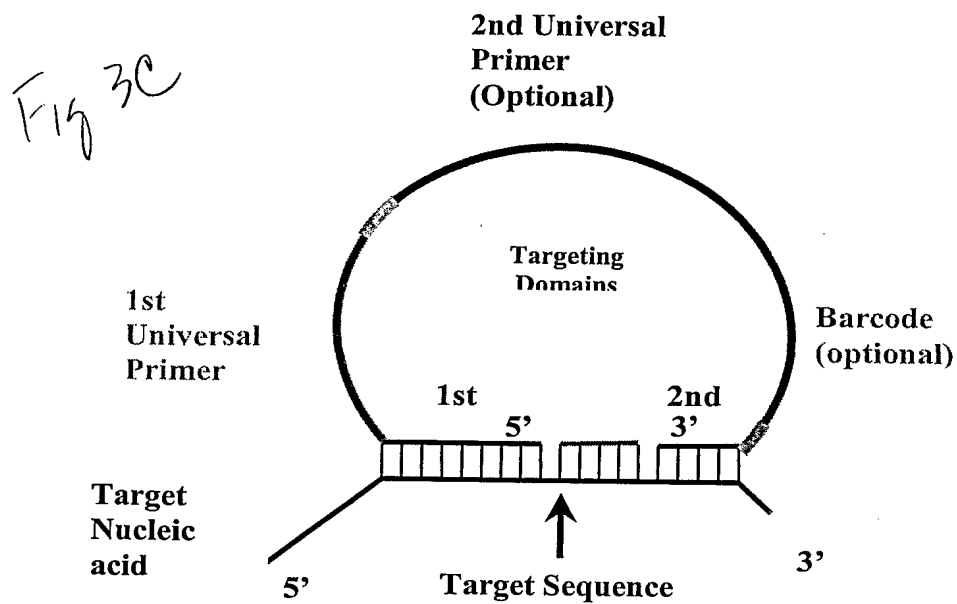 Fig 3C
2nd Universal
Primer
(Optional)
Targeting
Domains
1st
Universal
Primer
Barcode
(optional)
1st
2nd
5’
3’
Target
Nucleic
acid
5’
Target Sequence
3’